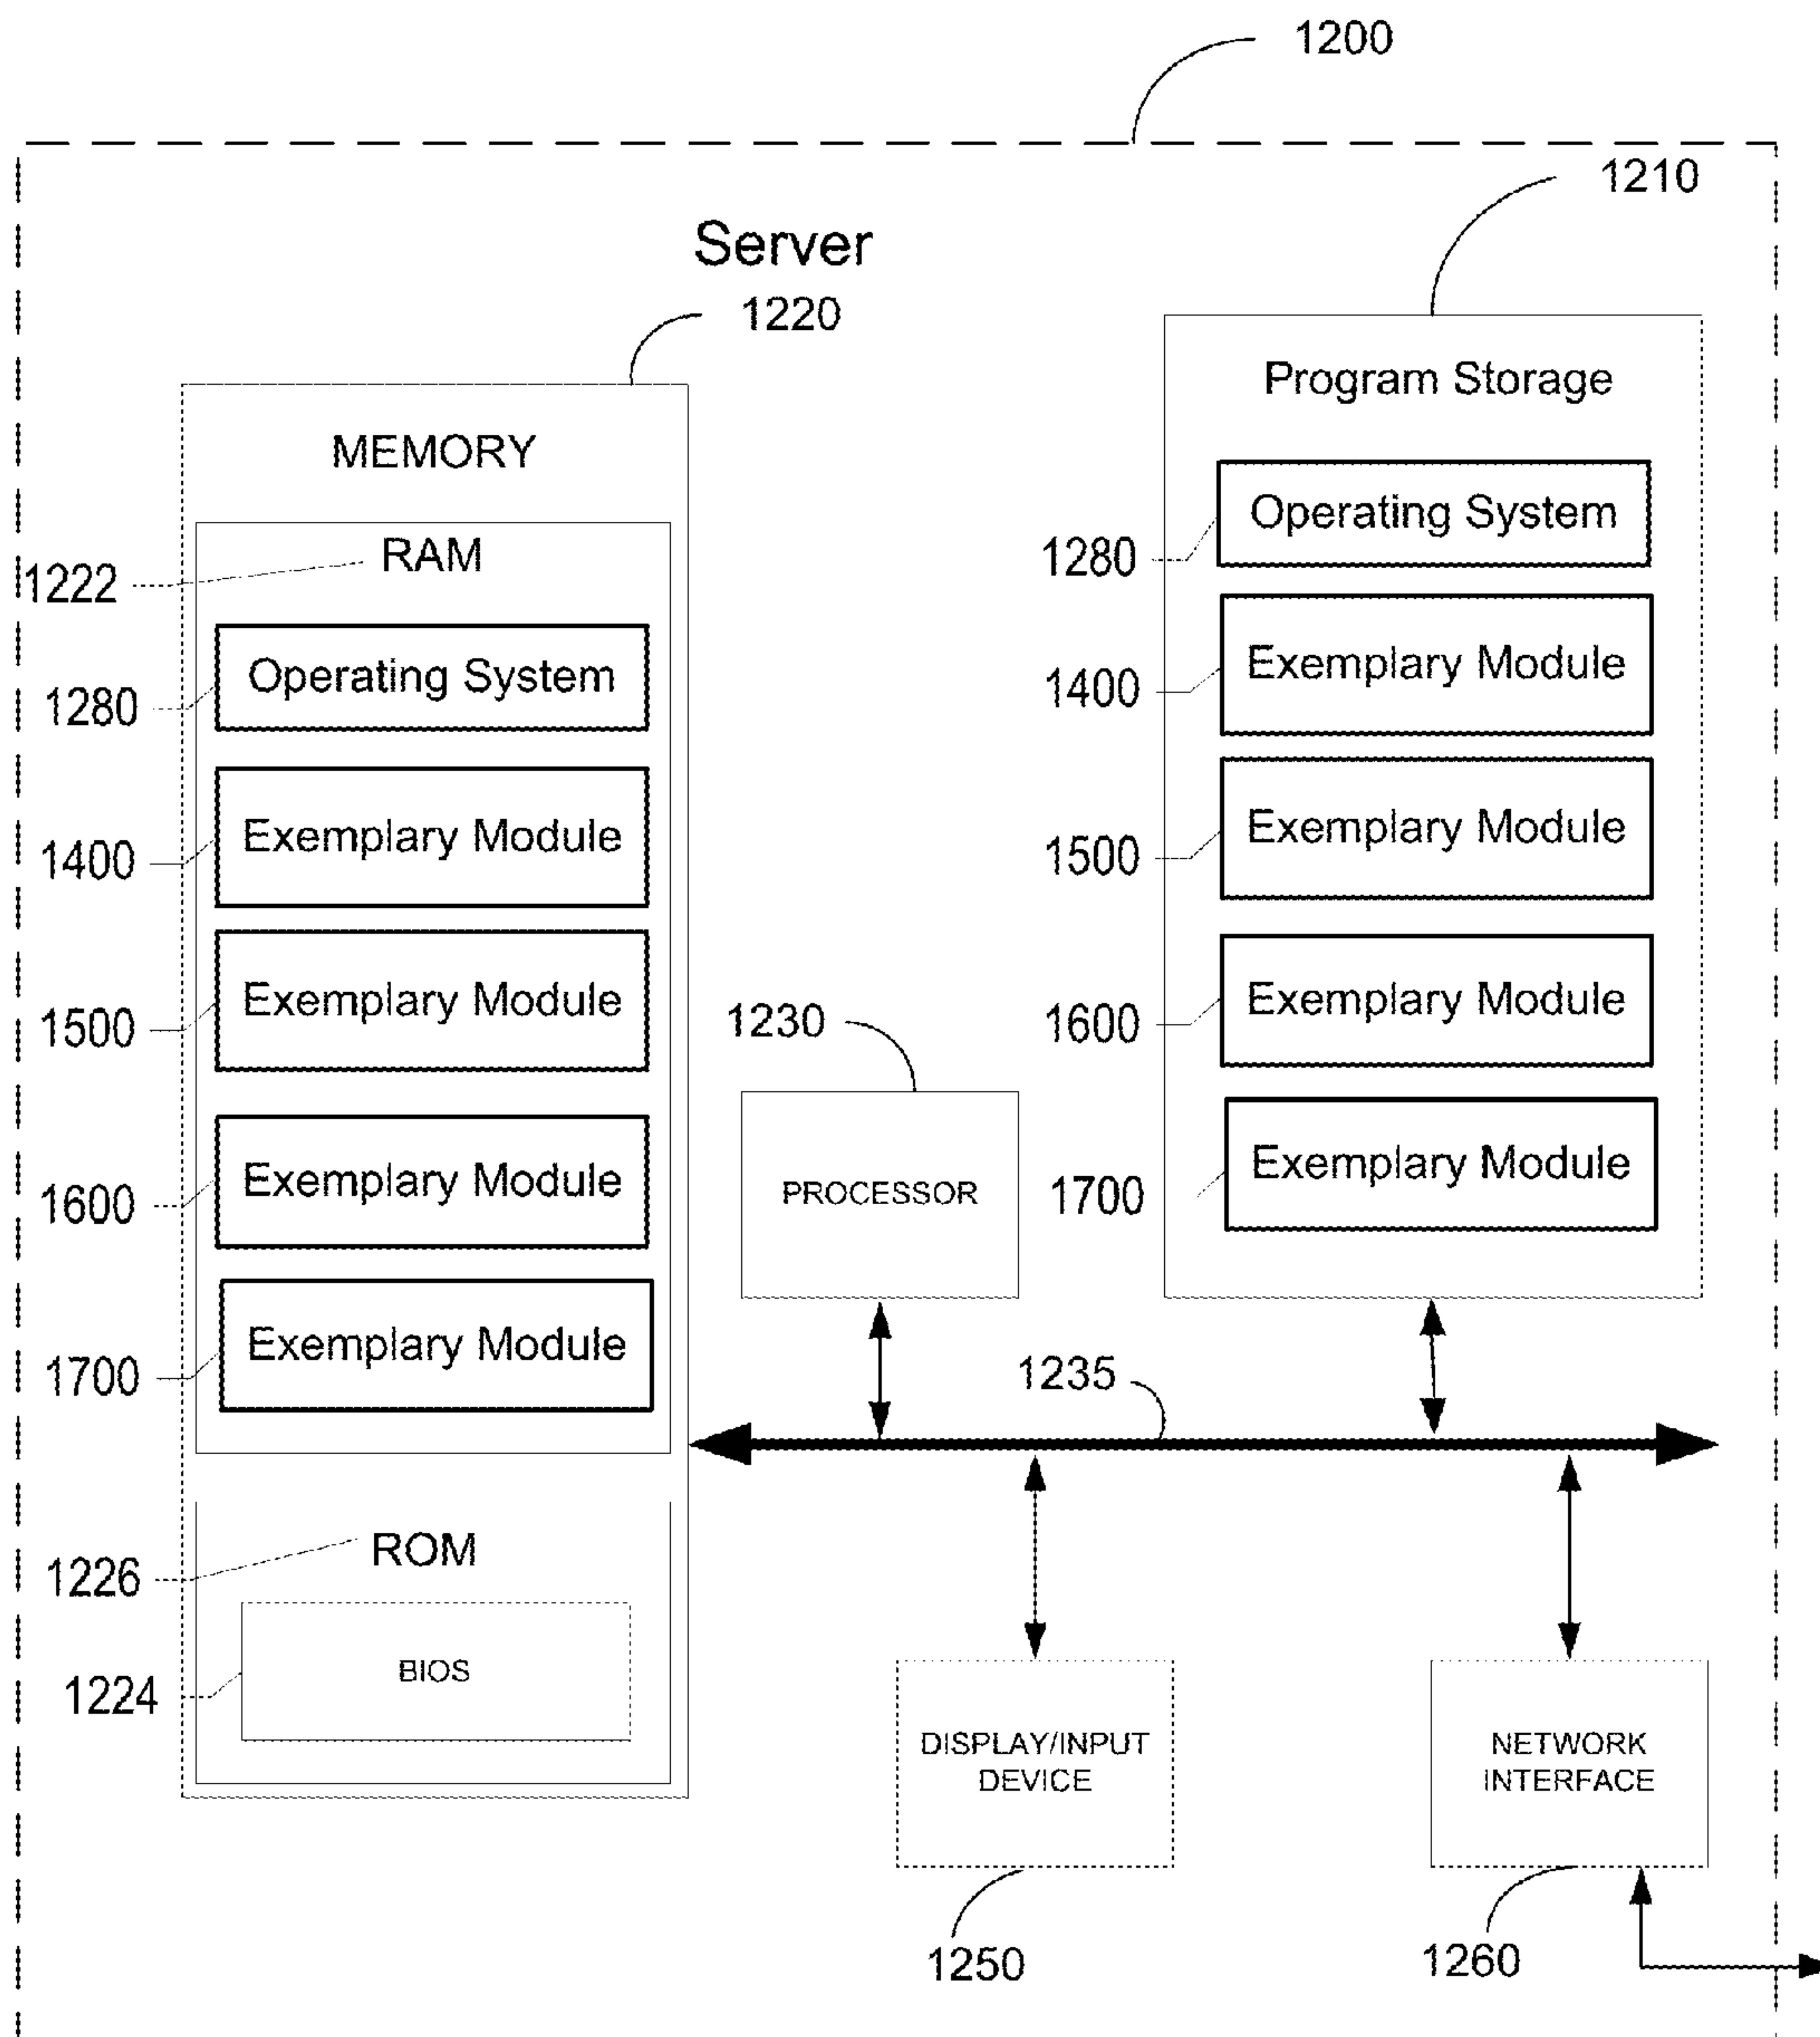 1200
1210
Server
1220
Program Storage
MEMORY
Operating System
RAM
1280
1222
Exemplary Module
1400
Operating System
1280
Exemplary Module
1500
Exemplary Module
1400
Exemplary Module
1600
Exemplary Module
1500
1230
Exemplary Module
1700
Exemplary Module
1600
PROCESSOR
Exemplary Module
1700
1235
ROM
1226
BIOS
1224
DISPLAY/INPUT
DEVICE
NETWORK
INTERFACE
1250
1260